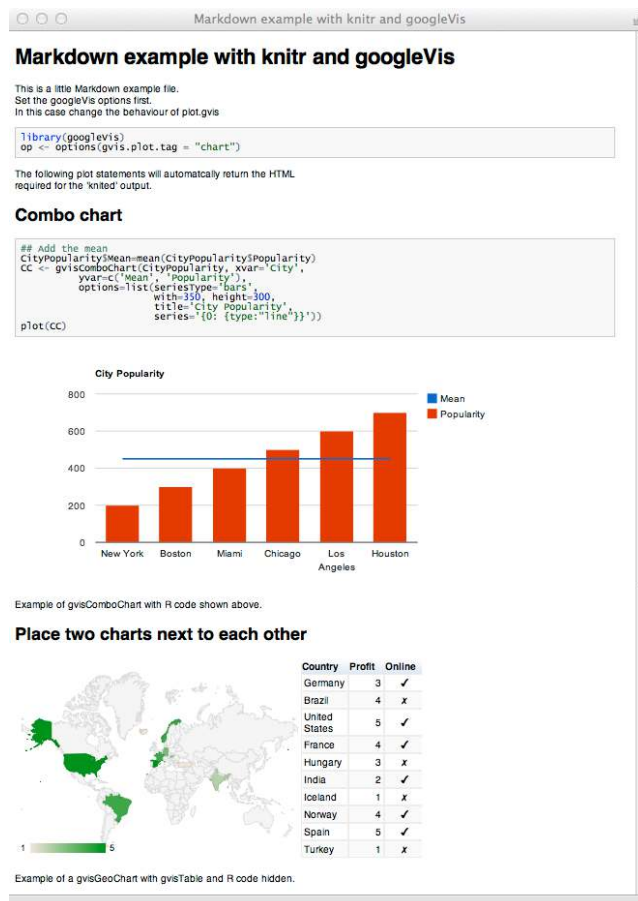 Markdown example with knitr and googleVis
Markdown example with knitr and googleVis
This is a little Markdown example file.
Set the googleVis options first.
In this case change the behaviour of plot.gvis
library(googleVis)
op <- options(gvis.plot.tag = "chart")
The following plot statements will automatcally return the HTML
required for the 'knited' output.
Combo chart
## Add the mean
CityPopularity$Mean=mean(CityPopularity$Popularity)
CC <- gvisComboChart(CityPopularity, xvar='City',
yvar=c('Mean', 'Popularity'),
options=list(seriesType='bars',
with=350, height=300,
title='City Popularity',
series='{0: {type:"line"}}'))
plot(CC)
City Popularity
800
600
400
200
0
New York Boston Miami Chicago Los Angeles Houston
Mean
Popularity
Example of gvisComboChart with R code shown above.
Place two charts next to each other
1 5
Country Profit Online
Germany 3 ✓
Brazil 4 ✗
United States 5 ✓
France 4 ✓
Hungary 3 ✗
India 2 ✓
Iceland 1 ✗
Norway 4 ✓
Spain 5 ✓
Turkey 1 ✗
Example of a gvisGeoChart with gvisTable and R code hidden.